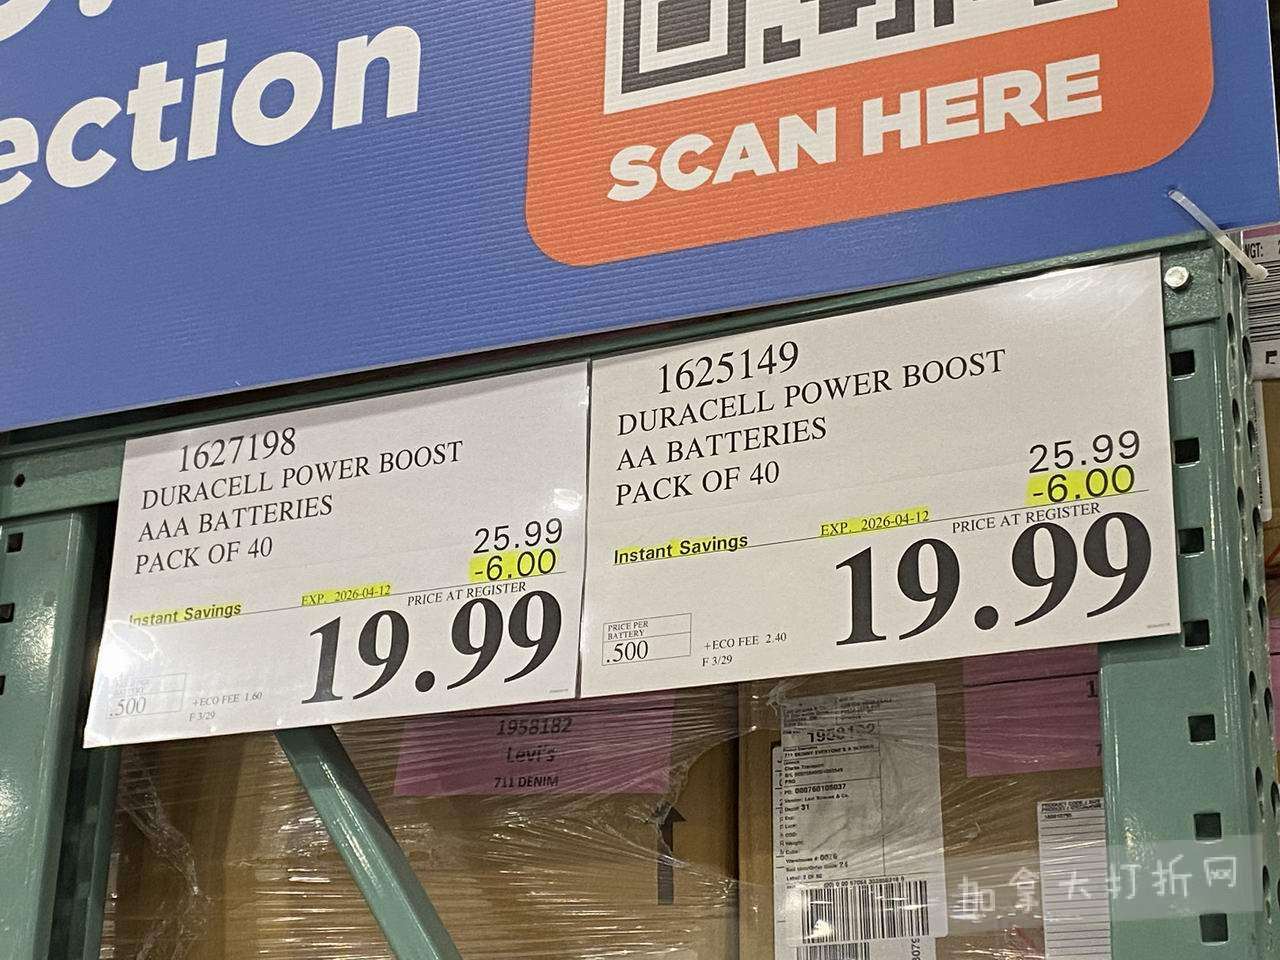 ection
SCAN HERE
1627198
DURACELL POWER BOOST
AAA BATTERIES
PACK OF 40
25.99
-6.00
Instant Savings
EXP. 2026-04-12
PRICE AT REGISTER
19.99
.500
+ECO FEE 1.60
F 3/29
1625149
DURACELL POWER BOOST
AA BATTERIES
PACK OF 40
25.99
-6.00
Instant Savings
EXP. 2026-04-12
PRICE AT REGISTER
19.99
PRICE PER
BATTERY
.500
+ECO FEE 2.40
F 3/29
1958182
Levi's
711 DENIM
PO: 000760105037
加拿大打折网